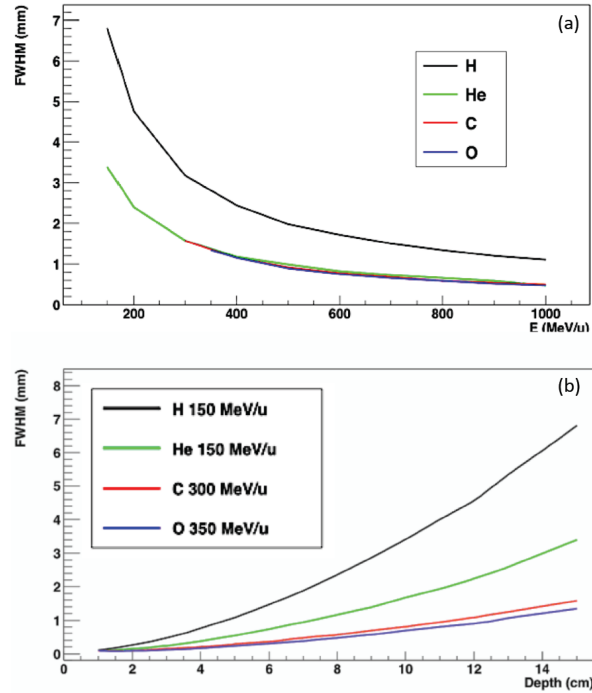 FWHM (mm)
(a)
7
6
5
4
3
2
1
0
H
He
C
O
200
400
600
800
1000
E (MeV/u)
FWHM (mm)
(b)
8
7
6
5
4
3
2
1
0
H 150 MeV/u
He 150 MeV/u
C 300 MeV/u
O 350 MeV/u
0
2
4
6
8
10
12
14
Depth (cm)